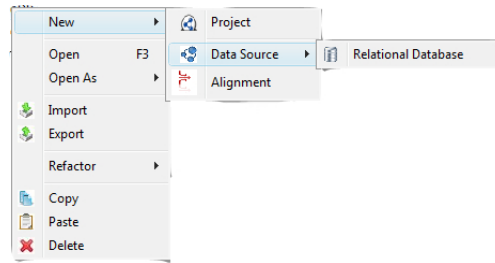 New
Open F3
Open As
Import
Export
Refactor
Copy
Paste
Delete
Project
Data Source
Alignment
Relational Database